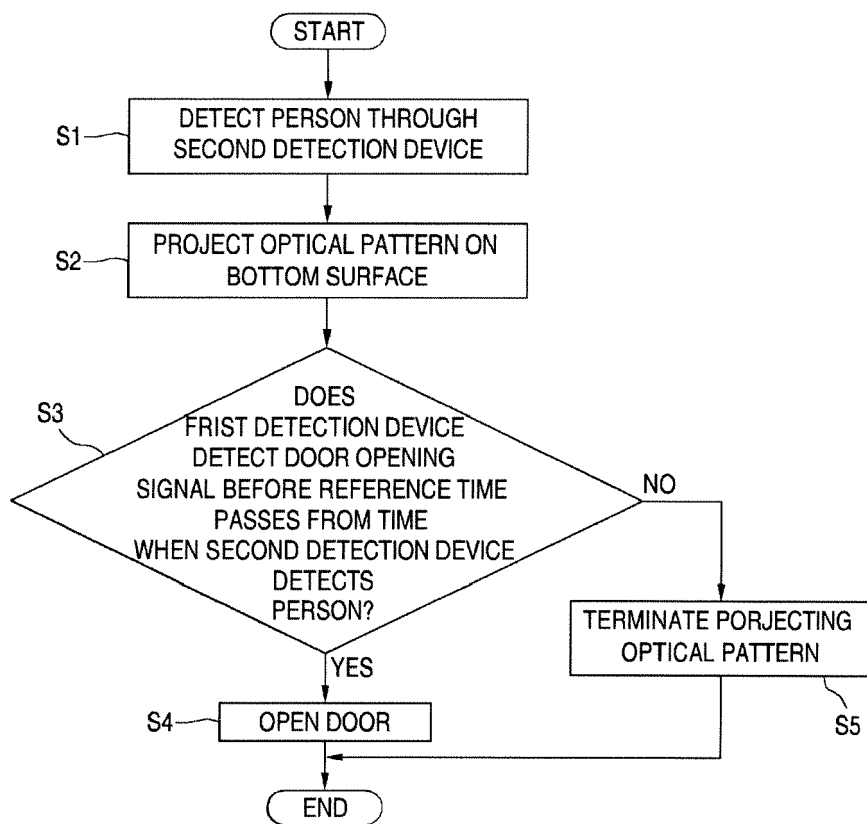 START
S1
DETECT PERSON THROUGH
SECOND DETECTION DEVICE
S2
PROJECT OPTICAL PATTERN ON
BOTTOM SURFACE
S3
DOES
FRIST DETECTION DEVICE
DETECT DOOR OPENING
SIGNAL BEFORE REFERENCE TIME
PASSES FROM TIME
WHEN SECOND DETECTION DEVICE
DETECTS
PERSON?
NO
YES
TERMINATE PORJECTING
OPTICAL PATTERN
S5
S4
OPEN DOOR
END